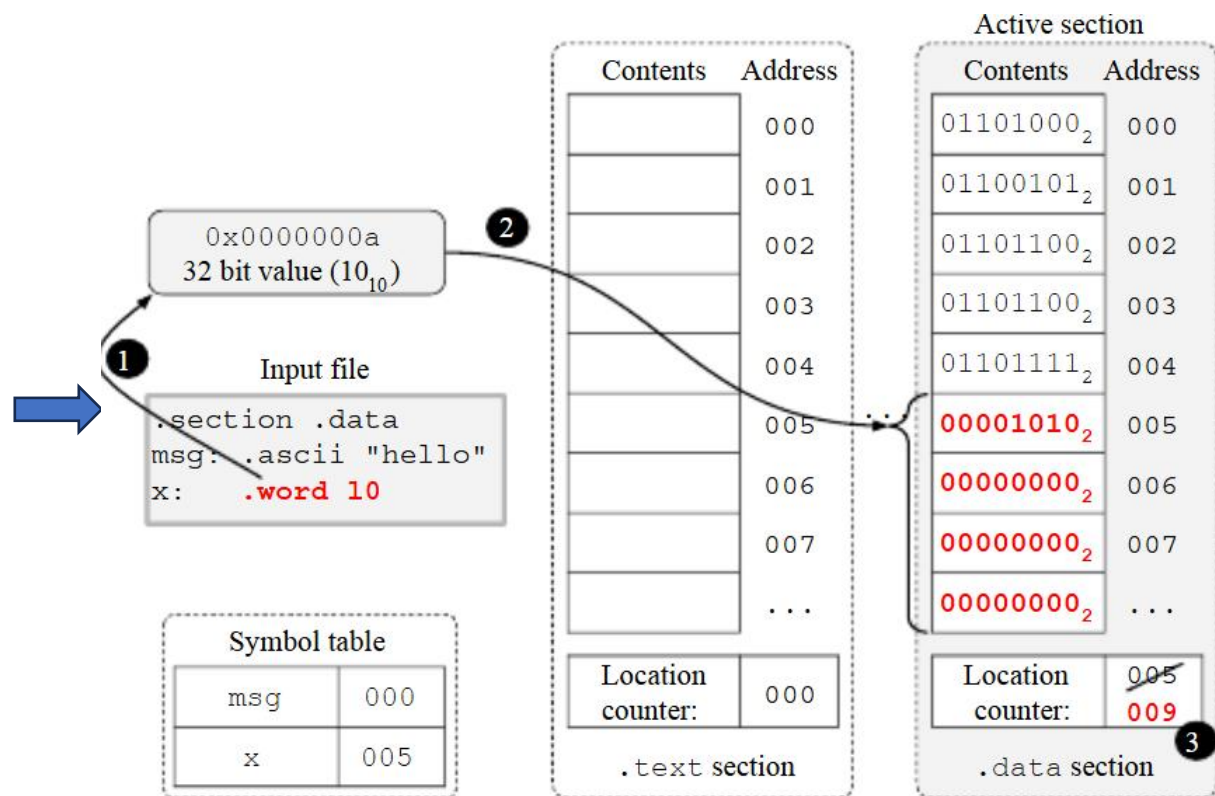 Active section
Contents Address
000
001
002
003
004
005
006
007
...
Location counter: 000
.text section
Contents Address
01101000₂ 000
01100101₂ 001
01101100₂ 002
01101100₂ 003
01101111₂ 004
...
00001010₂ 005
00000000₂ 006
00000000₂ 007
00000000₂ ...
Location counter: 005
009
3
.data section
2
0x0000000a
32 bit value (10₁₀)
1
Input file
.section .data
msg: .ascii "hello"
x: .word 10
Symbol table
msg 000
x 005